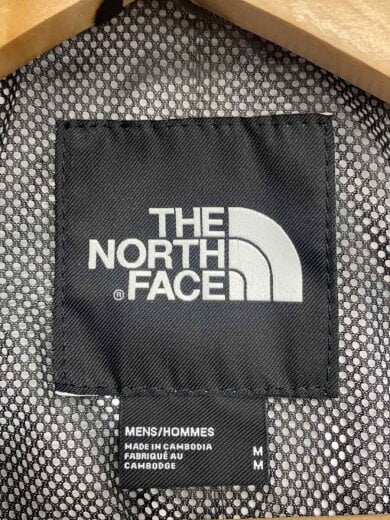 THE
NORTH
® FACE
MENS/HOMMES
MADE IN CAMBODIA M
FABRIQUÉ AU
CAMBODGE M